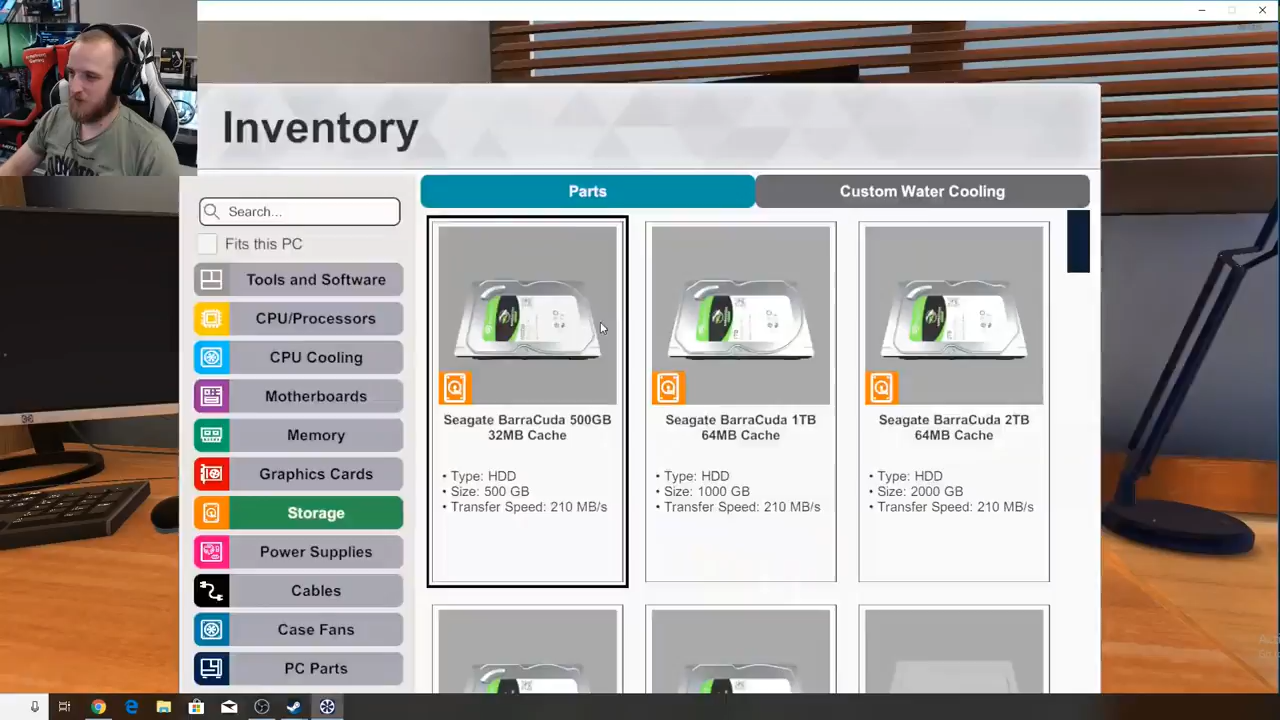 Inventory
Parts
Custom Water Cooling
Search...
Fits this PC
Tools and Software
CPU/Processors
CPU Cooling
Motherboards
Memory
Graphics Cards
Storage
Power Supplies
Cables
Case Fans
PC Parts
Seagate BarraCuda 500GB
32MB Cache
• Type: HDD
• Size: 500 GB
• Transfer Speed: 210 MB/s
Seagate BarraCuda 1TB
64MB Cache
• Type: HDD
• Size: 1000 GB
• Transfer Speed: 210 MB/s
Seagate BarraCuda 2TB
64MB Cache
• Type: HDD
• Size: 2000 GB
• Transfer Speed: 210 MB/s